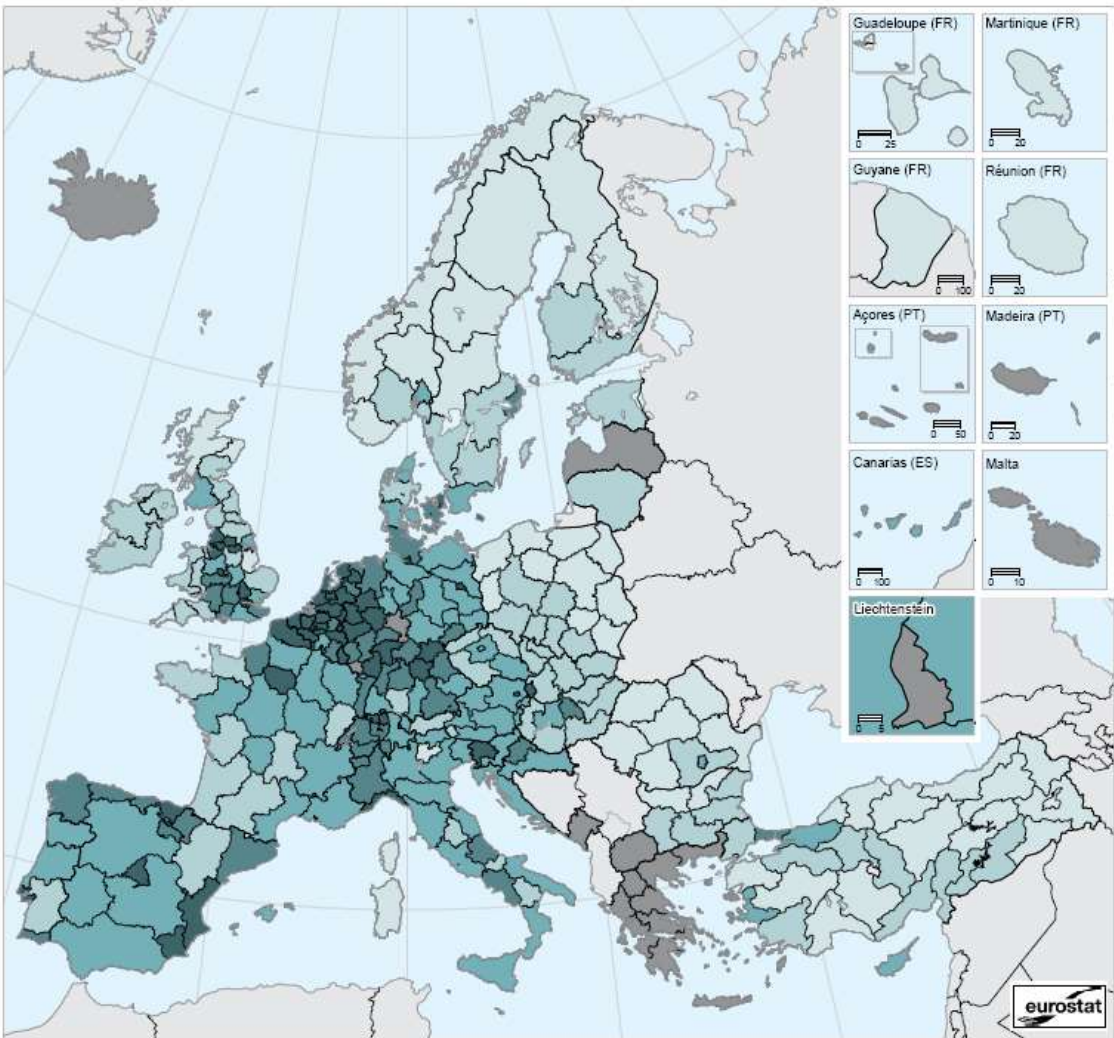 Guadeloupe (FR)
0 25
Martinique (FR)
0 20
Guyane (FR)
0 100
Réunion (FR)
0 20
Açores (PT)
0 50
Madeira (PT)
0 20
Canarias (ES)
0 100
Malta
0 10
Liechtenstein
0 5
eurostat